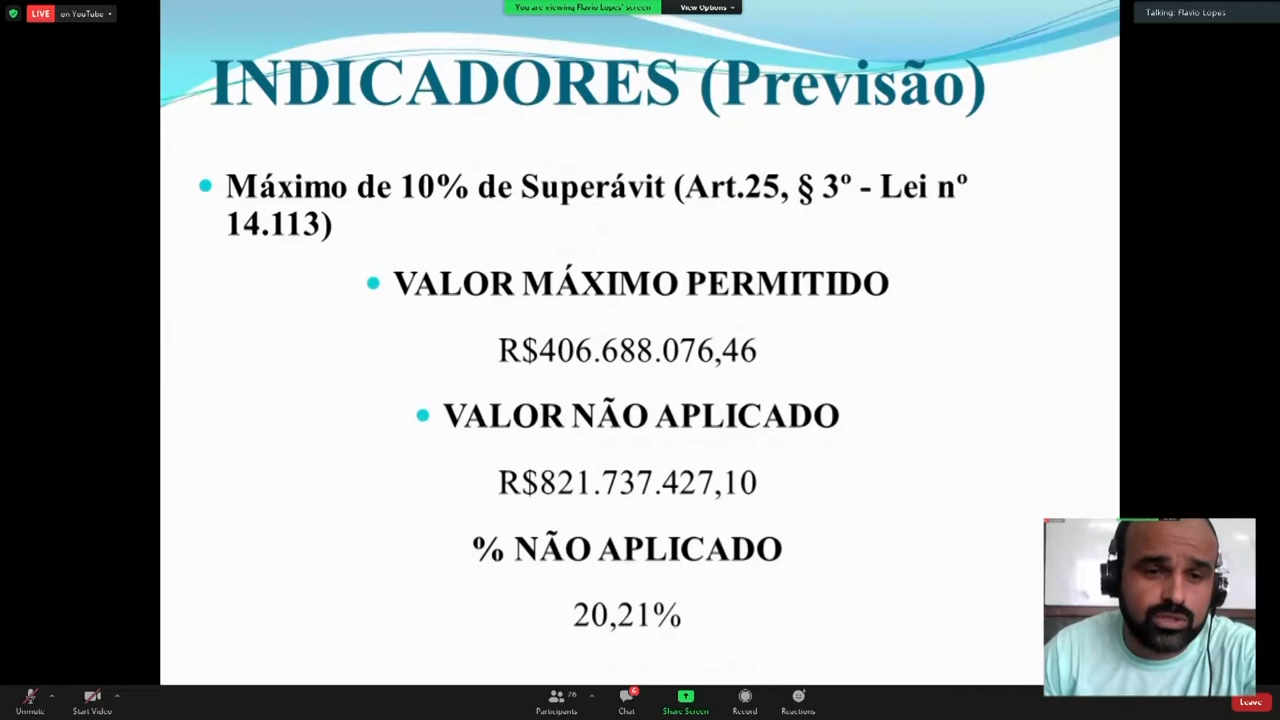 LIVE on YouTube
You are viewing Flavio Lopes' screen View Options
Talking: Flavio Lopes
INDICADORES (Previsão)
Máximo de 10% de Superávit (Art.25, § 3º - Lei nº
14.113)
VALOR MÁXIMO PERMITIDO
R$406.688.076,46
VALOR NÃO APLICADO
R$821.737.427,10
% NÃO APLICADO
20,21%
Unmute Start Video Participants 26 Chat 6 Share Screen Record Reactions Leave